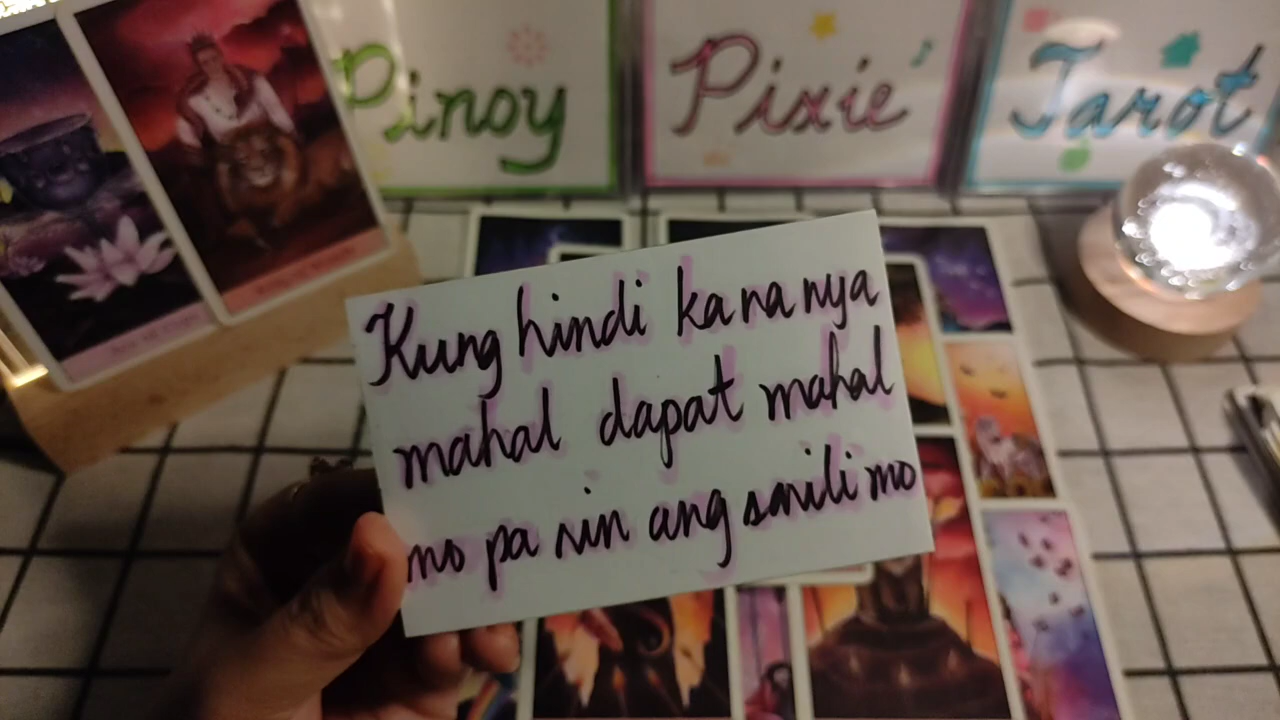 Pinoy Pixie Tarot
Kung hindi ka na nya
mahal dapat mahal
mo pa rin ang sarili mo